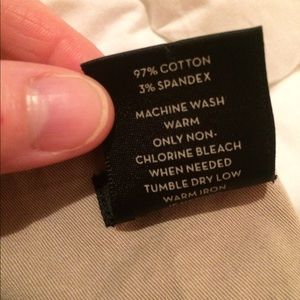 97% COTTON
3% SPANDEX
MACHINE WASH
WARM
ONLY NON-
CHLORINE BLEACH
WHEN NEEDED
TUMBLE DRY LOW
WARM IRON